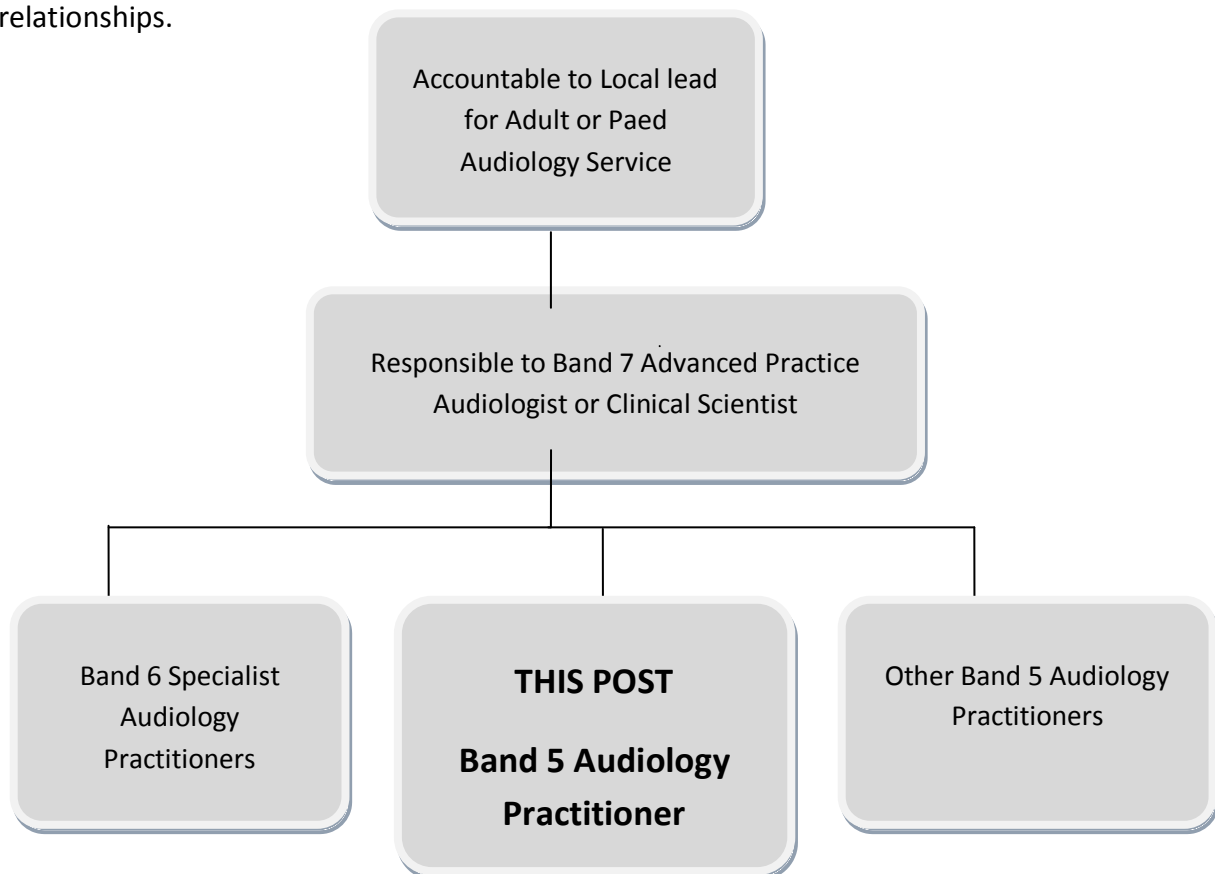 relationships.
Accountable to Local lead
for Adult or Paed
Audiology Service
Responsible to Band 7 Advanced Practice
Audiologist or Clinical Scientist
Band 6 Specialist
Audiology
Practitioners
THIS POST
Band 5 Audiology
Practitioner
Other Band 5 Audiology
Practitioners